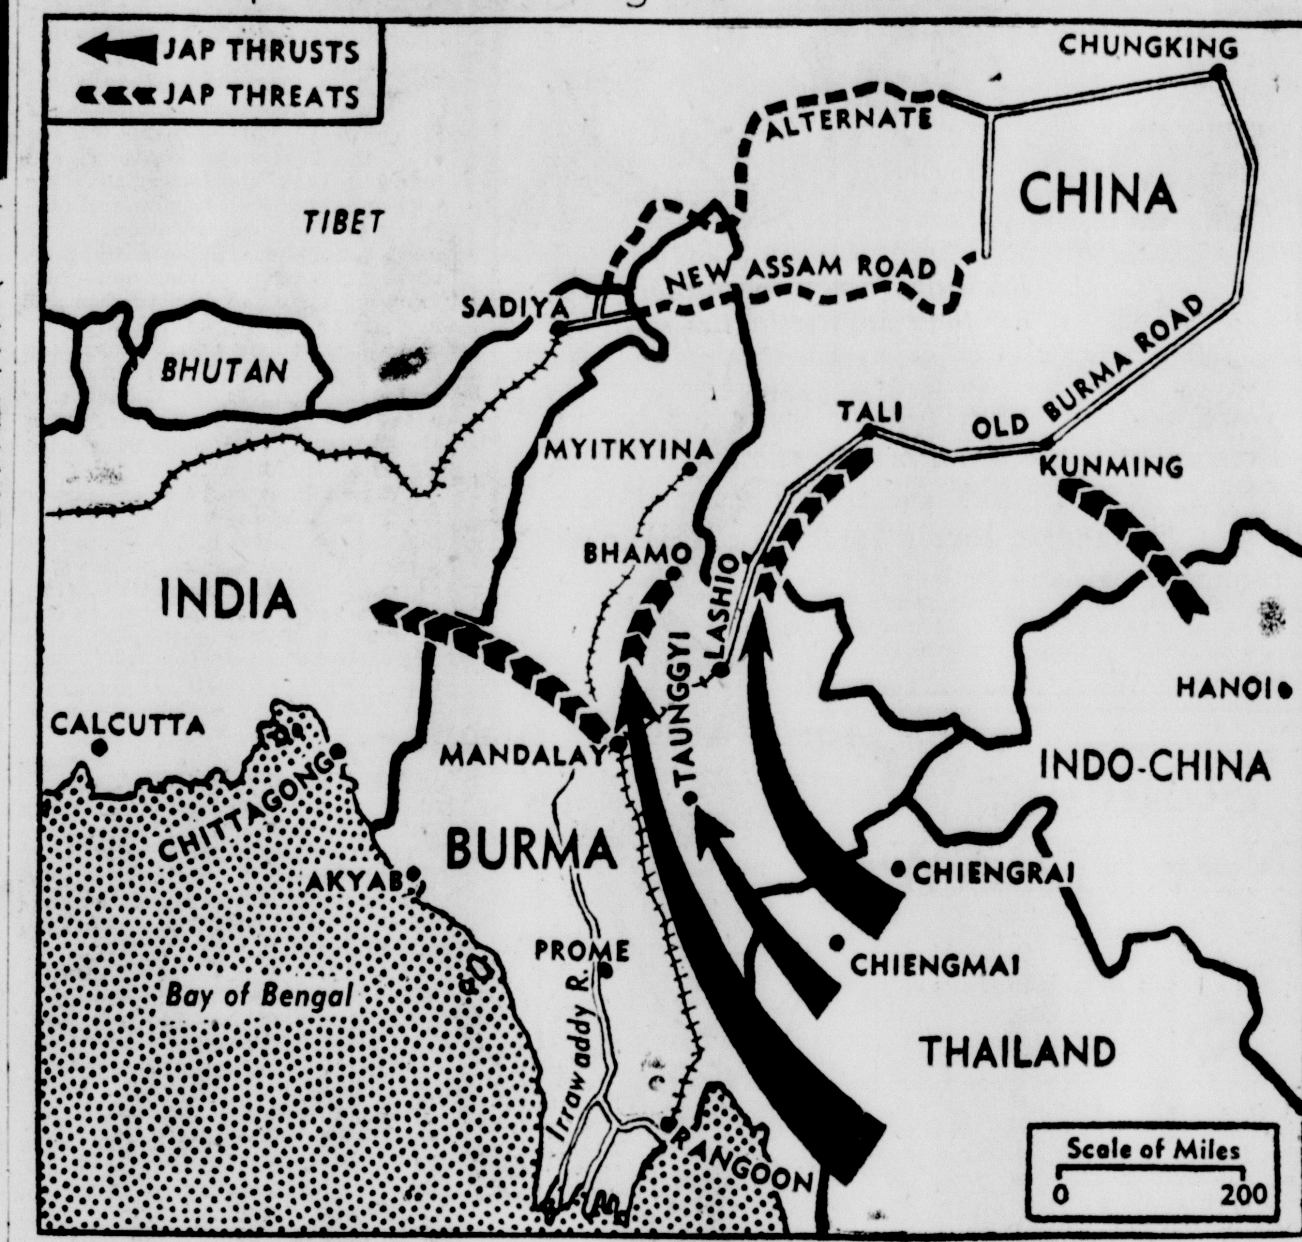 JAP THRUSTS
JAP THREATS
CHUNGKING
ALTERNATE
CHINA
TIBET
NEW ASSAM ROAD
SADIYA
BHUTAN
OLD BURMA ROAD
TALI
MYITKYINA
KUNMING
BHAMO
LASHIO
INDIA
TAUNGGYI
HANOI
CALCUTTA
MANDALAY
INDO-CHINA
CHITTAGONG
BURMA
AKYAB
CHIENGRAI
PROME
CHIENGMAI
Bay of Bengal
Irrawaddy R.
THAILAND
RANGOON
Scale of Miles
0 200